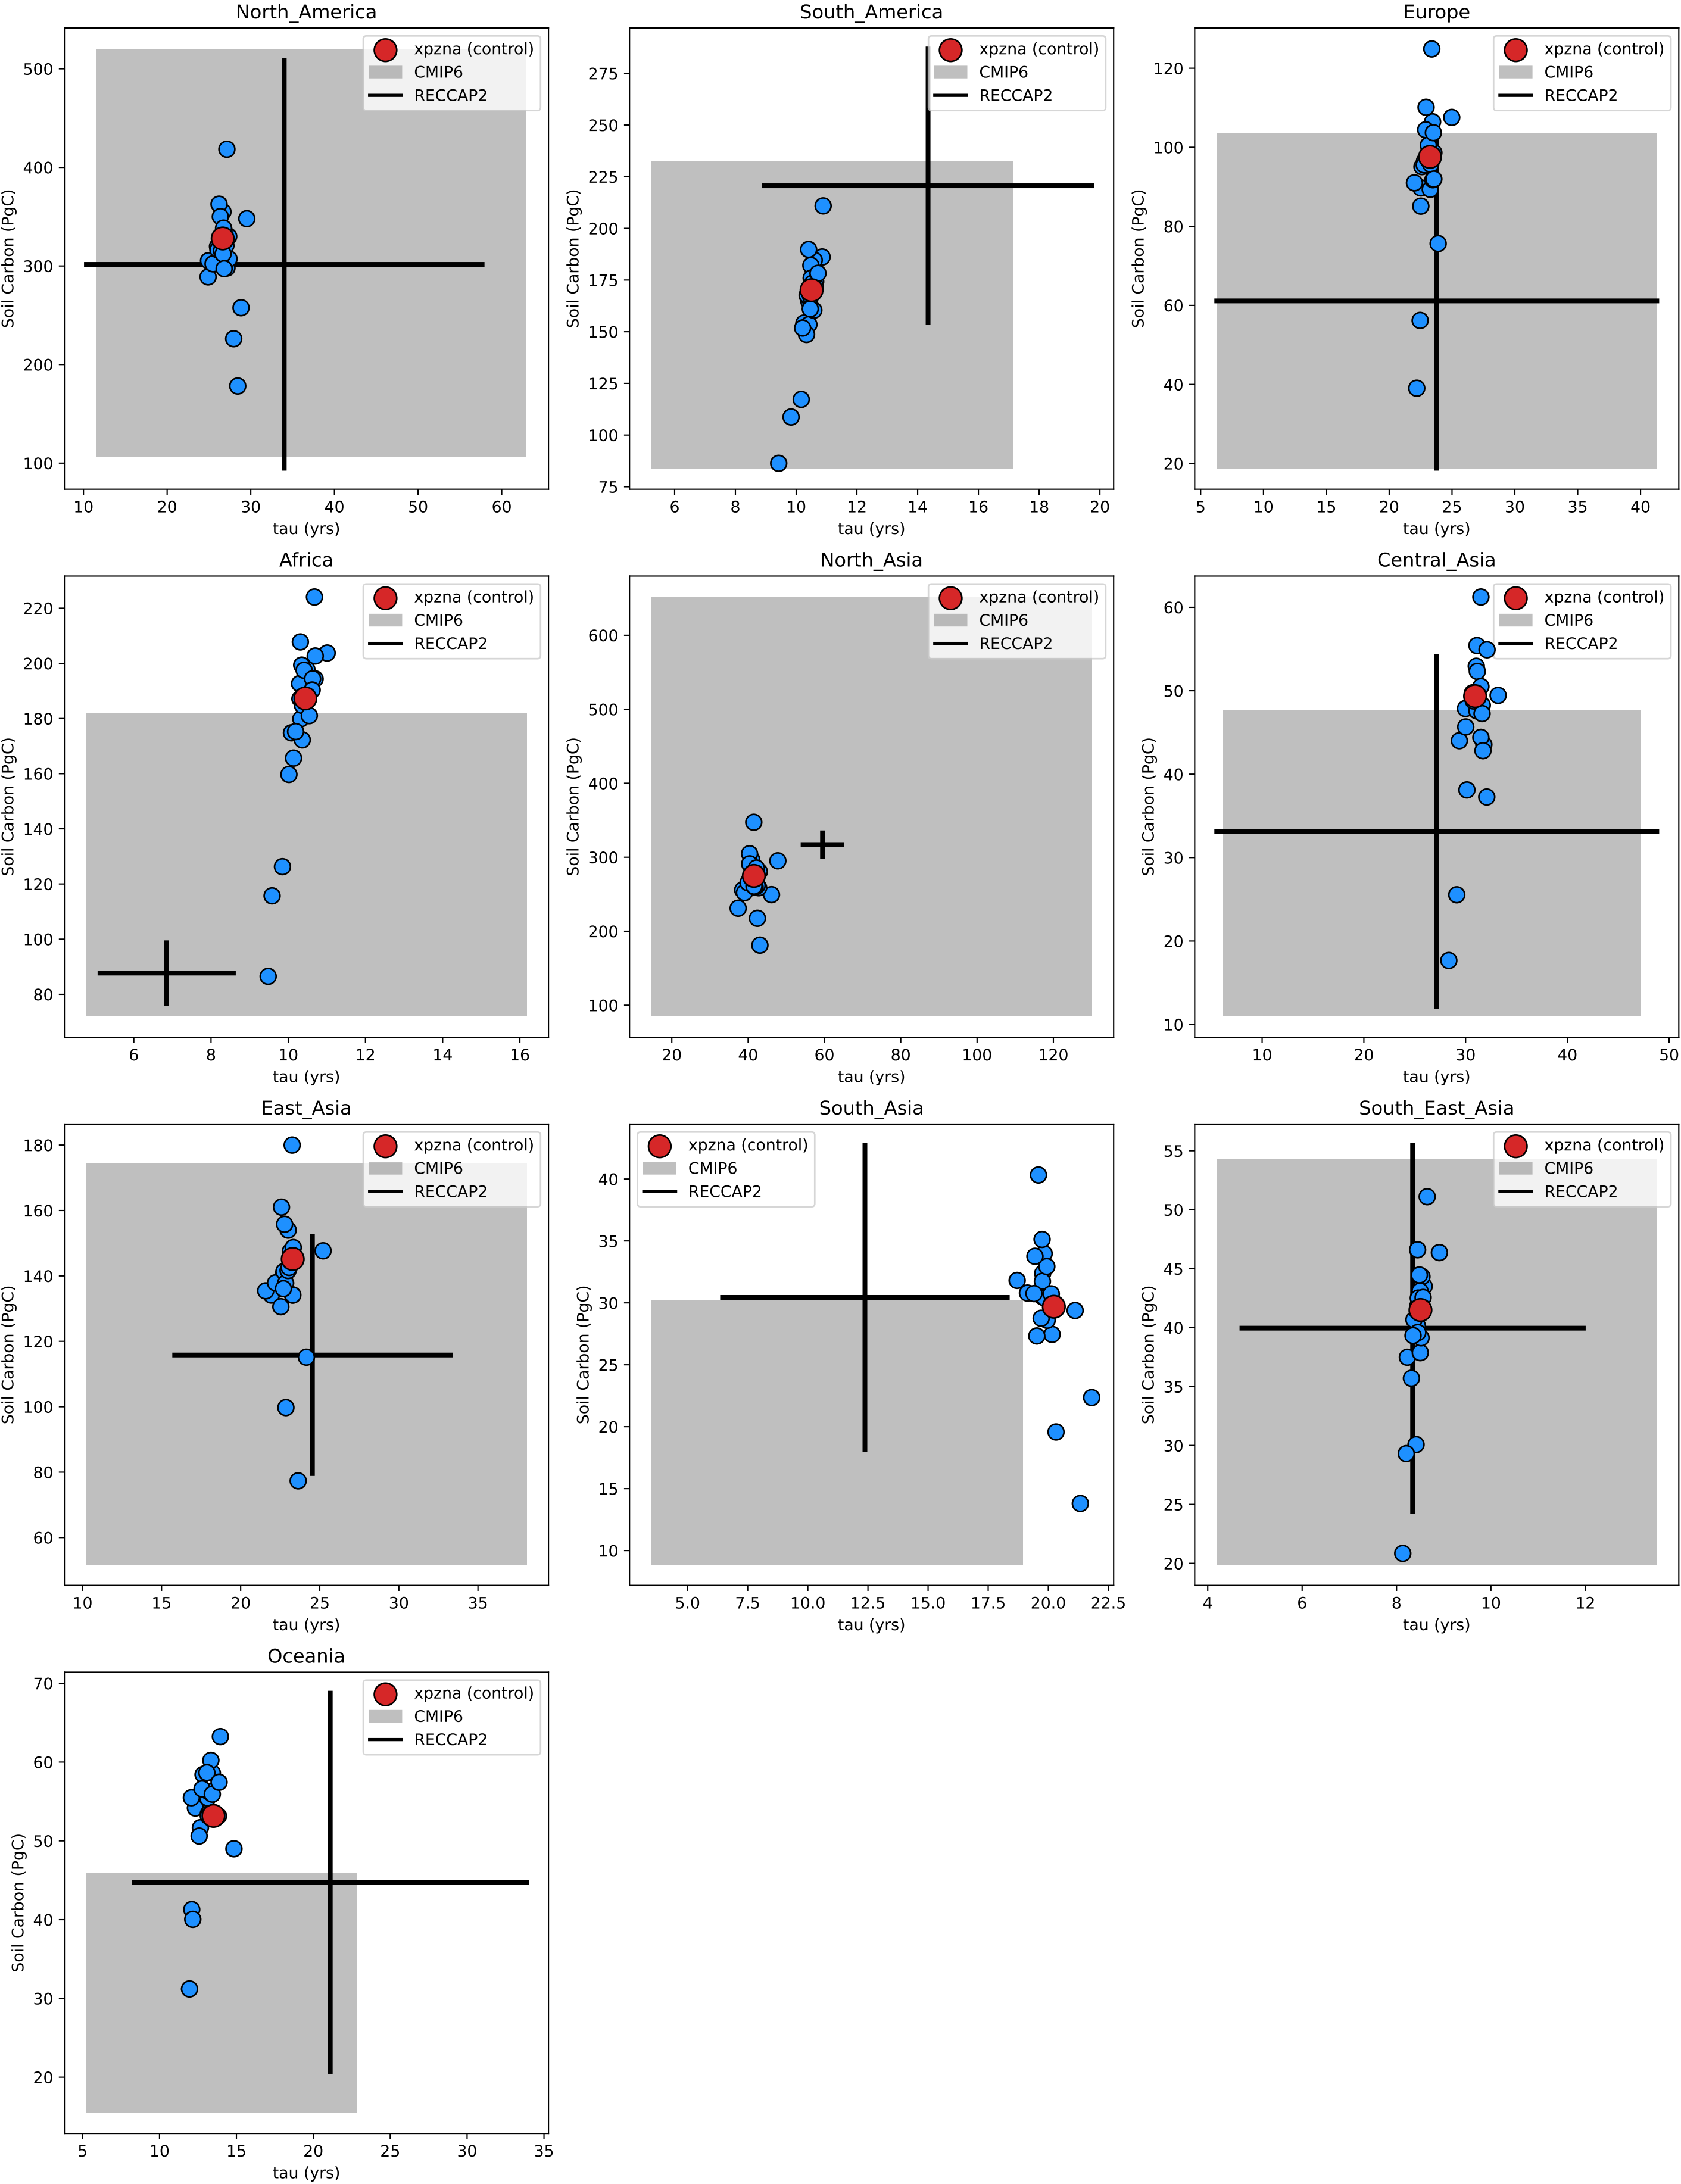 North_America
xpzna (control)
CMIP6
RECCAP2
Soil Carbon (PgC)
500
400
300
200
100
10 20 30 40 50 60
tau (yrs)
South_America
xpzna (control)
CMIP6
RECCAP2
Soil Carbon (PgC)
275
250
225
200
175
150
125
100
75
6 8 10 12 14 16 18 20
tau (yrs)
Europe
xpzna (control)
CMIP6
RECCAP2
Soil Carbon (PgC)
120
100
80
60
40
20
5 10 15 20 25 30 35 40
tau (yrs)
Africa
xpzna (control)
CMIP6
RECCAP2
Soil Carbon (PgC)
220
200
180
160
140
120
100
80
6 8 10 12 14 16
tau (yrs)
North_Asia
xpzna (control)
CMIP6
RECCAP2
Soil Carbon (PgC)
600
500
400
300
200
100
20 40 60 80 100 120
tau (yrs)
Central_Asia
xpzna (control)
CMIP6
RECCAP2
Soil Carbon (PgC)
60
50
40
30
20
10
10 20 30 40 50
tau (yrs)
East_Asia
xpzna (control)
CMIP6
RECCAP2
Soil Carbon (PgC)
180
160
140
120
100
80
60
10 15 20 25 30 35
tau (yrs)
South_Asia
xpzna (control)
CMIP6
RECCAP2
Soil Carbon (PgC)
40
35
30
25
20
15
10
5.0 7.5 10.0 12.5 15.0 17.5 20.0 22.5
tau (yrs)
South_East_Asia
xpzna (control)
CMIP6
RECCAP2
Soil Carbon (PgC)
55
50
45
40
35
30
25
20
4 6 8 10 12
tau (yrs)
Oceania
xpzna (control)
CMIP6
RECCAP2
Soil Carbon (PgC)
70
60
50
40
30
20
5 10 15 20 25 30 35
tau (yrs)